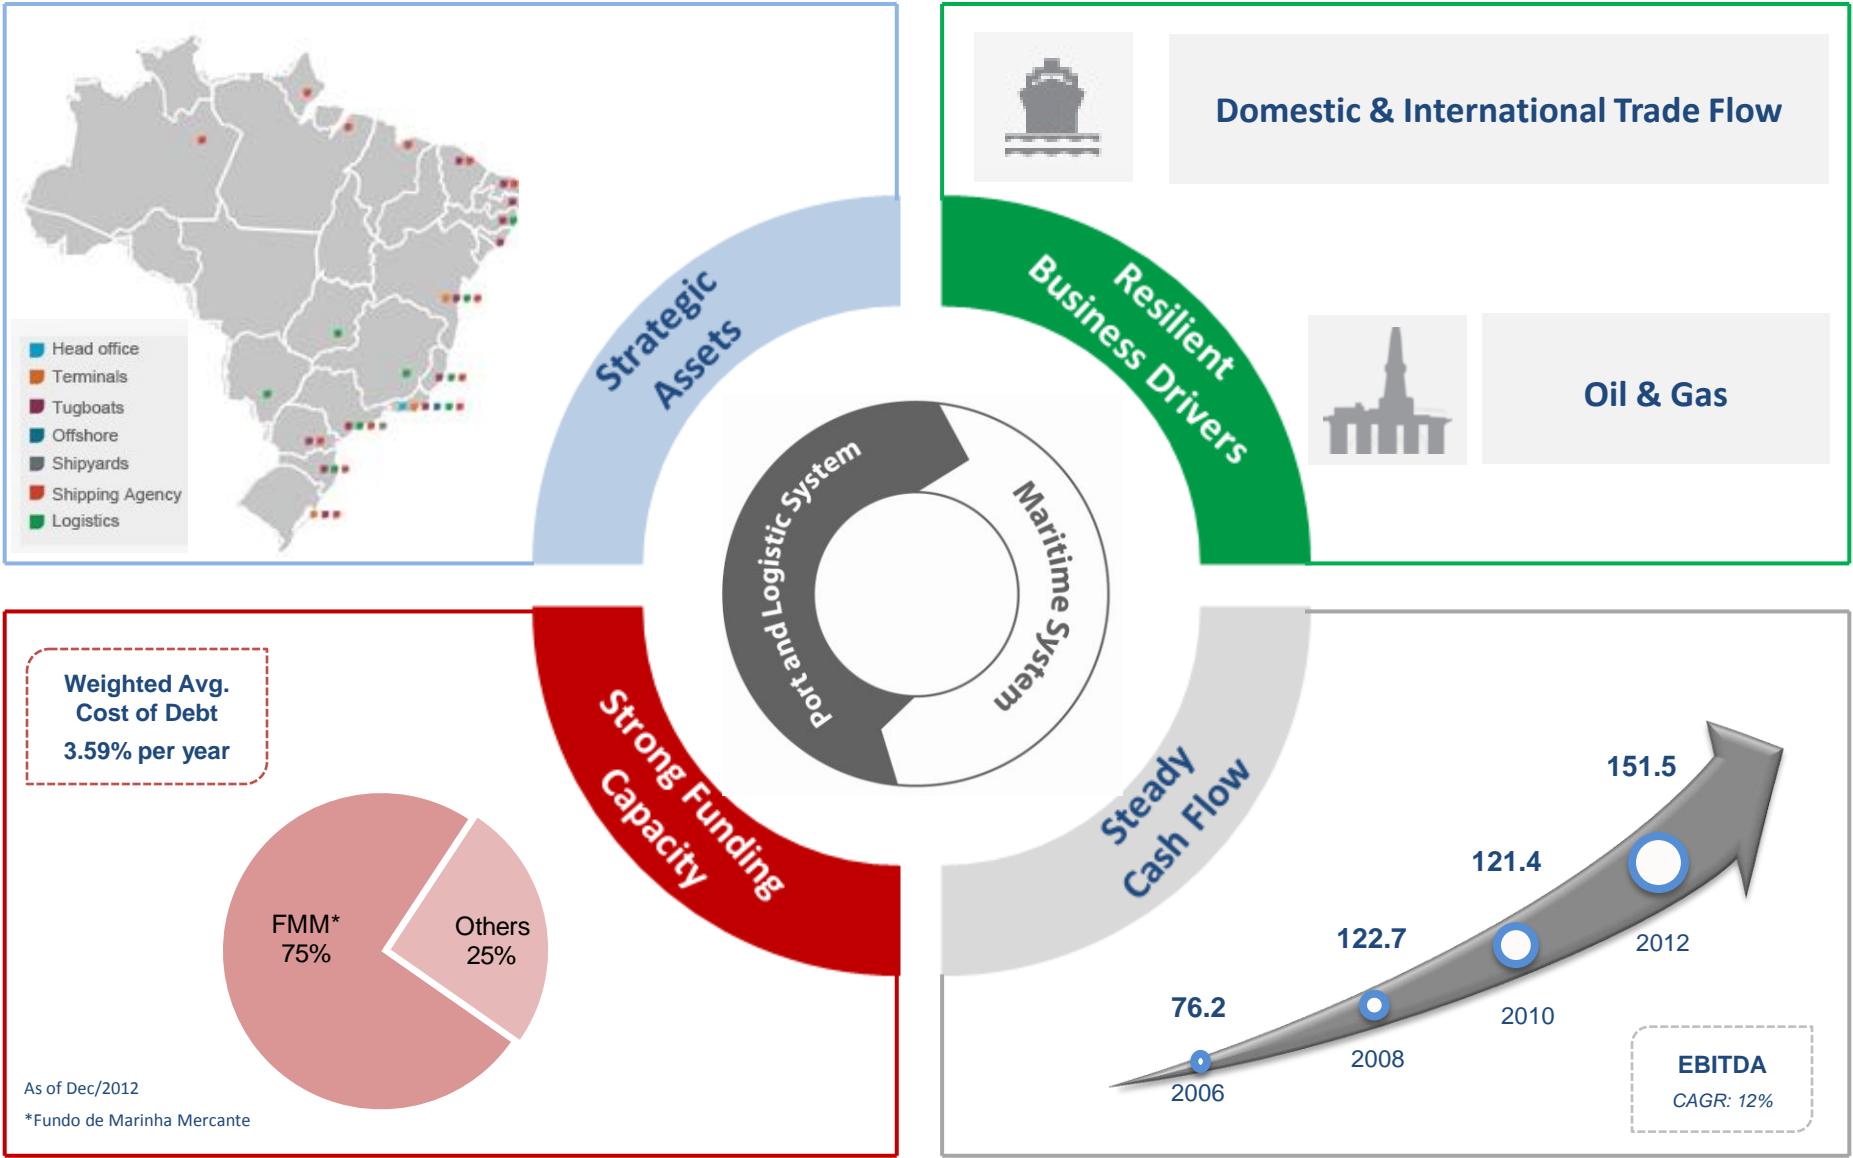 Head office
Terminals
Tugboats
Offshore
Shipyards
Shipping Agency
Logistics
Strategic
Assets
Domestic & International Trade Flow
Oil & Gas
Resilient
Business Drivers
Port and Logistic System
Maritime System
Weighted Avg.
Cost of Debt
3.59% per year
FMM*
75%
Others
25%
As of Dec/2012
*Fundo de Marinha Mercante
Strong Funding
Capacity
Steady
Cash Flow
76.2
122.7
121.4
151.5
2006
2008
2010
2012
EBITDA
CAGR: 12%